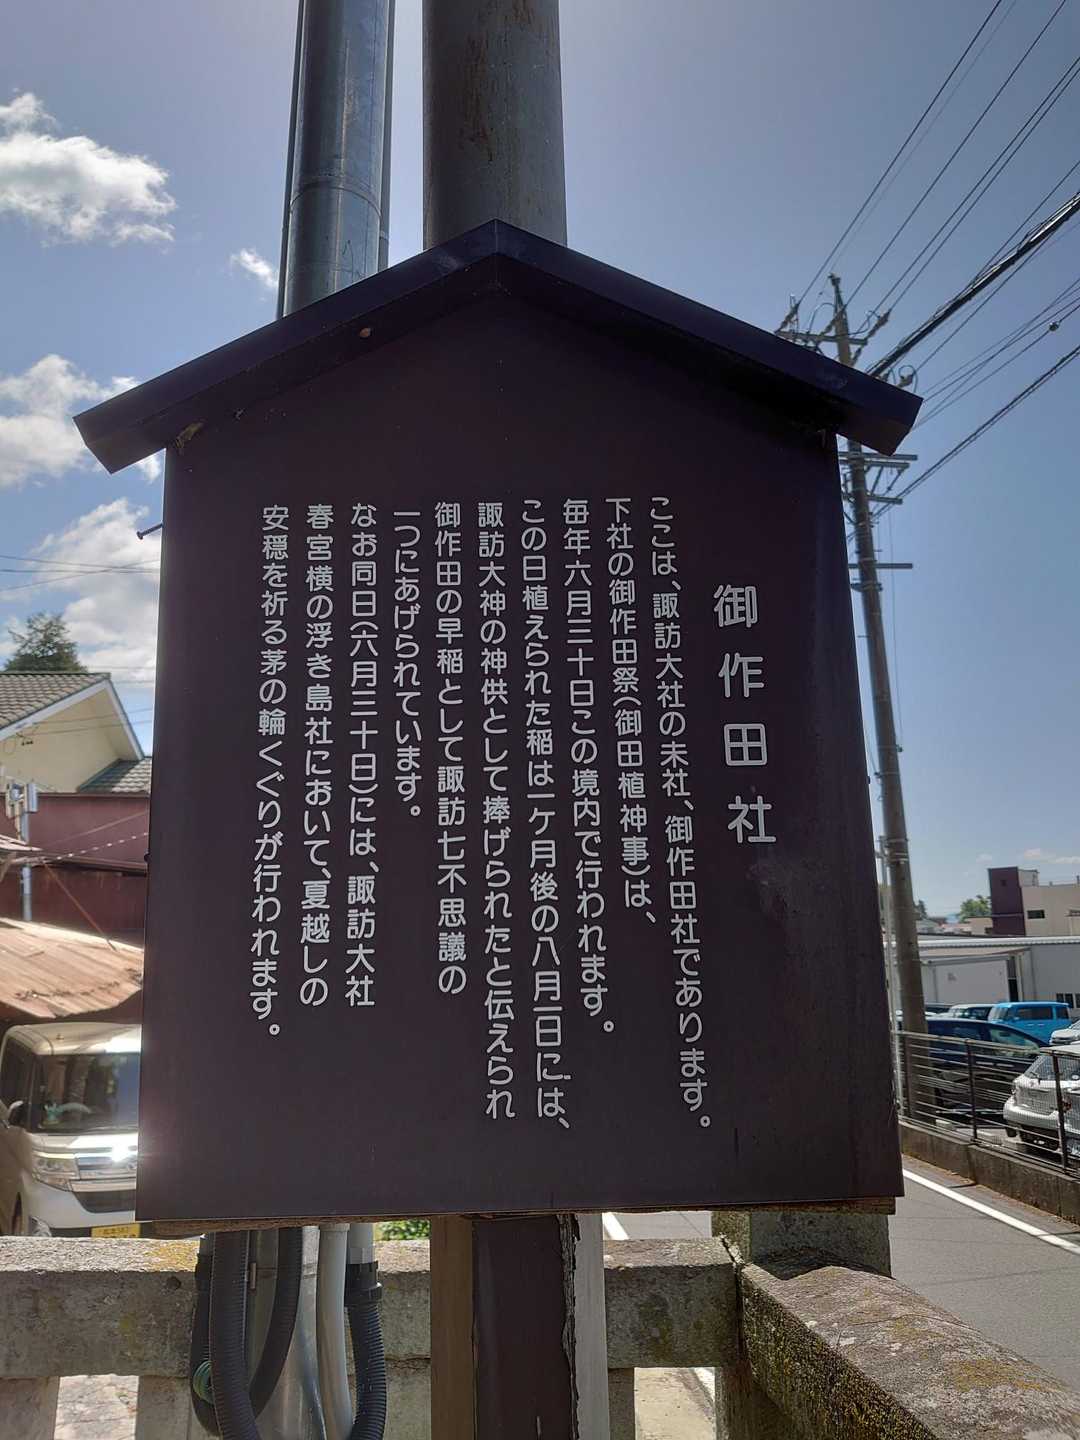 御作田社
ここは、諏訪大社の末社、御作田社であります。
下社の御作田祭(御田植神事)は、
毎年六月三十日この境内で行われます。
この日植えられた稲は一ケ月後の八月一日には、
諏訪大神の神供として捧げられたと伝えられ
御作田の早稲として諏訪七不思議の
一つにあげられています。
なお同日(六月三十日)には、諏訪大社
春宮横の浮き島社において、夏越しの
安穏を祈る茅の輪くぐりが行われます。